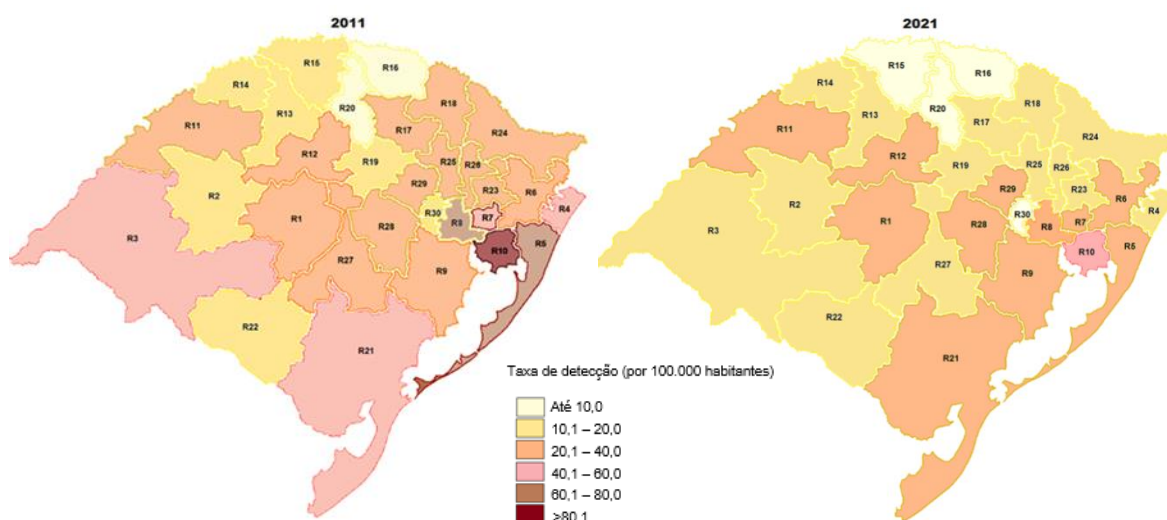 2011
R15
R16
R14
R20
R18
R13
R11
R17
R24
R12
R19
R25
R26
R2
R29
R23
R6
R30
R8
R7
R4
R1
R3
R28
R5
R10
R27
R9
R22
R21
2021
R15
R16
R14
R20
R18
R13
R11
R17
R24
R12
R19
R25
R26
R2
R29
R23
R6
R30
R8
R7
R4
R1
R3
R28
R5
R10
R27
R9
R22
R21
Taxa de detecção (por 100.000 habitantes)
Até 10,0
10,1 – 20,0
20,1 – 40,0
40,1 – 60,0
60,1 – 80,0
>80,1